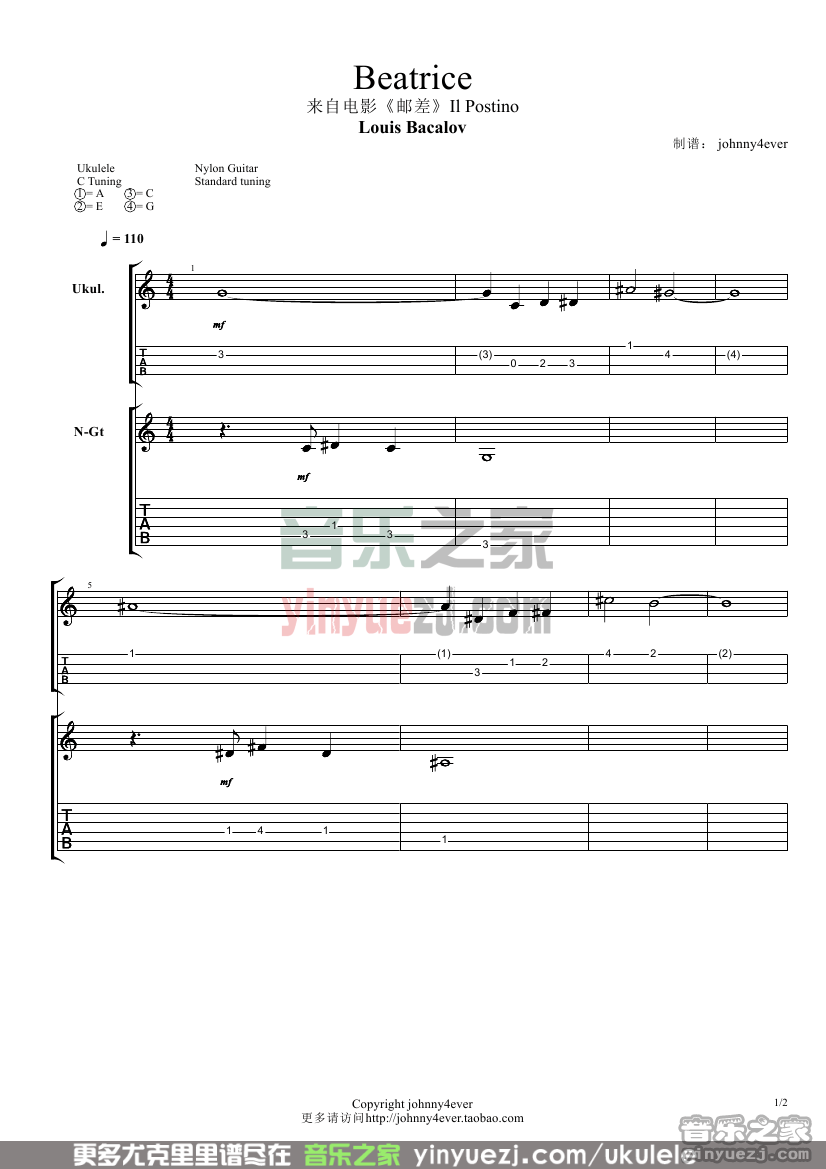 Beatrice
来自电影《邮差》Il Postino
Louis Bacalov
制谱： johnny4ever
Ukulele Nylon Guitar
C Tuning Standard tuning
①= A ③= C
②= E ④= G
♩ = 110
1
Ukul.
4 4
mf
1
T A B 3 (3) 0 2 3 4 (4)
N-Gt
4 4
mf
T A B 3 1 3 3
音乐之家
yinyuezj.com
5
T A B 1 (1) 3 1 2 4 2 (2)
mf
T A B 1 4 1 1
Copyright johnny4ever
更多请访问http://johnny4ever.taobao.com
1/2
音乐之家
www.yinyuezj.com
更多尤克里里谱尽在 音乐之家 yinyuezj.com/ukulele